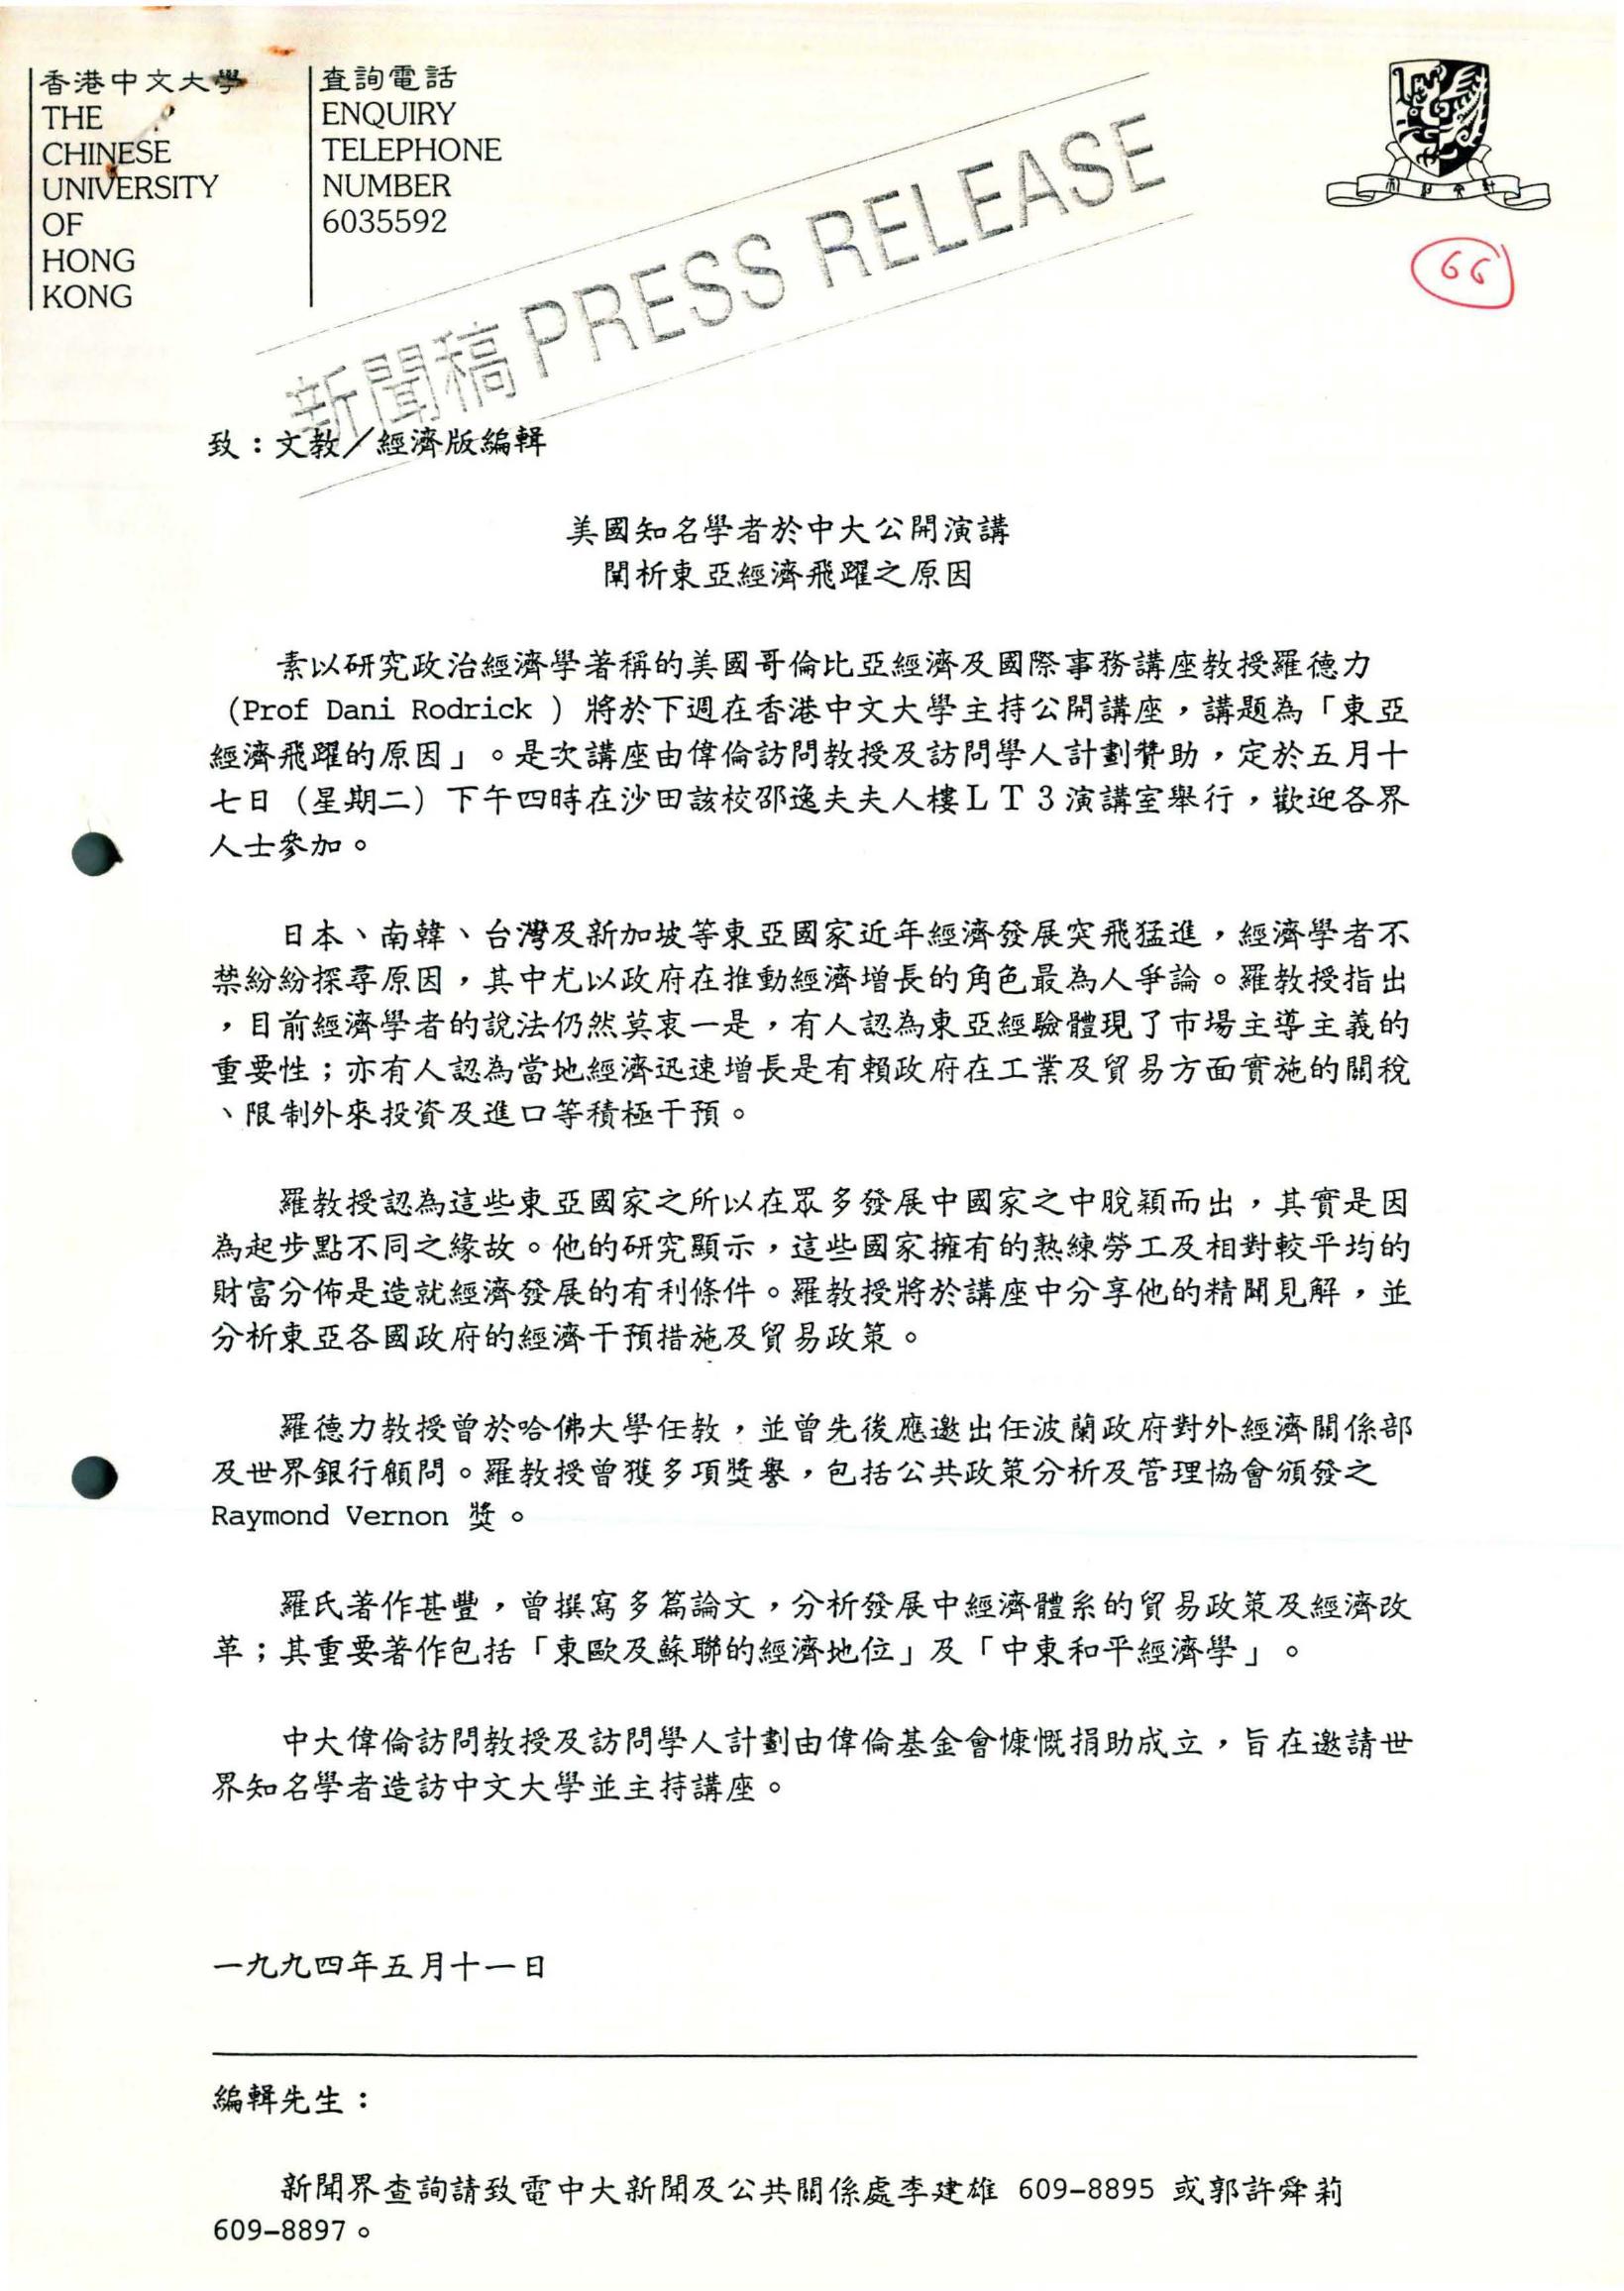 香港中文大學
THE
CHINESE
UNIVERSITY
OF
HONG
KONG
查詢電話
ENQUIRY
TELEPHONE
NUMBER
6035592
66
新聞稿 PRESS RELEASE
致：文教／經濟版編輯
美國知名學者於中大公開演講
闡析東亞經濟飛躍之原因
素以研究政治經濟學著稱的美國哥倫比亞經濟及國際事務講座教授羅德力
(Prof Dani Rodrick ) 將於下週在香港中文大學主持公開講座，講題為「東亞
經濟飛躍的原因」。是次講座由偉倫訪問教授及訪問學人計劃贊助，定於五月十
七日（星期二）下午四時在沙田該校邵逸夫夫人樓ＬＴ３演講室舉行，歡迎各界
人士參加。
日本、南韓、台灣及新加坡等東亞國家近年經濟發展突飛猛進，經濟學者不
禁紛紛探尋原因，其中尤以政府在推動經濟增長的角色最為人爭論。羅教授指出
，目前經濟學者的說法仍然莫衷一是，有人認為東亞經驗體現了市場主導主義的
重要性；亦有人認為當地經濟迅速增長是有賴政府在工業及貿易方面實施的關稅
、限制外來投資及進口等積極干預。
羅教授認為這些東亞國家之所以在眾多發展中國家之中脫穎而出，其實是因
為起步點不同之緣故。他的研究顯示，這些國家擁有的熟練勞工及相對較平均的
財富分佈是造就經濟發展的有利條件。羅教授將於講座中分享他的精闢見解，並
分析東亞各國政府的經濟干預措施及貿易政策。
羅德力教授曾於哈佛大學任教，並曾先後應邀出任波蘭政府對外經濟關係部
及世界銀行顧問。羅教授曾獲多項獎譽，包括公共政策分析及管理協會頒發之
Raymond Vernon 獎。
羅氏著作甚豐，曾撰寫多篇論文，分析發展中經濟體系的貿易政策及經濟改
革；其重要著作包括「東歐及蘇聯的經濟地位」及「中東和平經濟學」。
中大偉倫訪問教授及訪問學人計劃由偉倫基金會慷慨捐助成立，旨在邀請世
界知名學者造訪中文大學並主持講座。
一九九四年五月十一日
編輯先生：
新聞界查詢請致電中大新聞及公共關係處李建雄 609-8895 或郭許舜莉
609-8897。